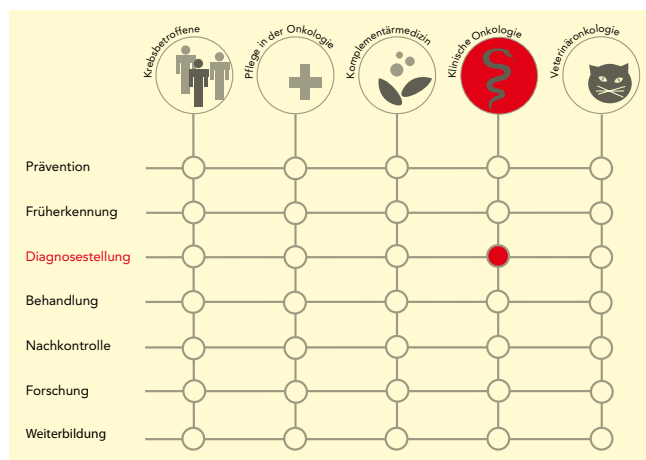 Krebsbetroffene
Pflege in der Onkologie
Komplementärmedizin
Klinische Onkologie
Veterinäronkologie
Prävention
Früherkennung
Diagnosestellung
Behandlung
Nachkontrolle
Forschung
Weiterbildung